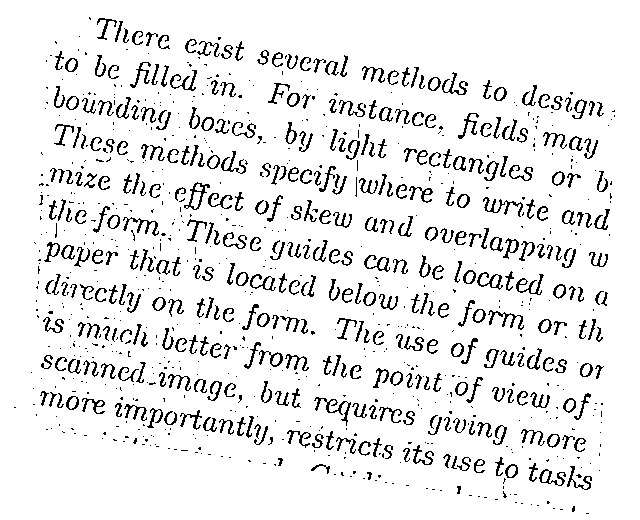 There exist several methods to design
to be filled in. For instance, fields may
bounding boxes, by light rectangles or b
These methods specify where to write and
mize the effect of skew and overlapping w
the form. These guides can be located on a
paper that is located below the form or th
directly on the form. The use of guides or
is much better from the point of view of
scanned image, but requires giving more
more importantly, restricts its use to tasks